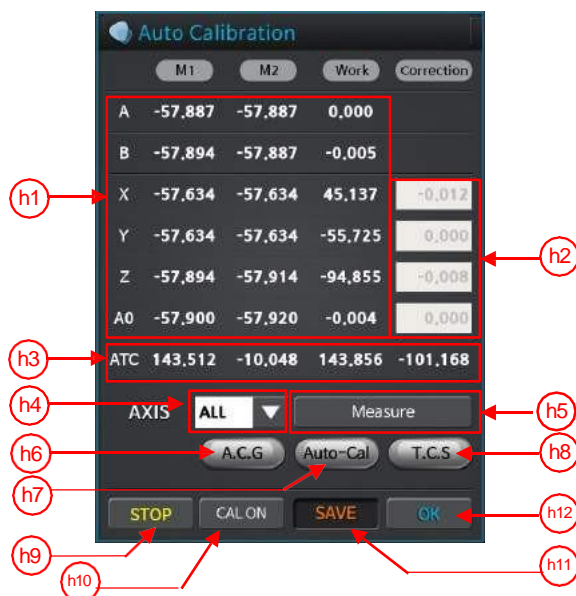 Auto Calibration
M1 M2 Work Correction
A -57,887 -57,887 0,000
B -57,894 -57,887 -0,005
h1 X -57,634 -57,634 45,137 -0,012
Y -57,634 -57,634 -55,725 0,000 h2
Z -57,894 -57,914 -94,855 -0,008
A0 -57,900 -57,920 -0,004 0,000
h3 ATC 143,512 -10,048 143,856 -101,168
h4 AXIS ALL Measure h5
h6 A.C.G Auto-Cal T.C.S h8
h7
STOP CAL ON SAVE OK h12
h9 h10 h11